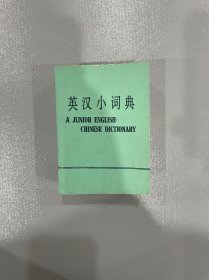 英汉小词典
A JUNIOR ENGLISH-
CHINESE DICTIONARY